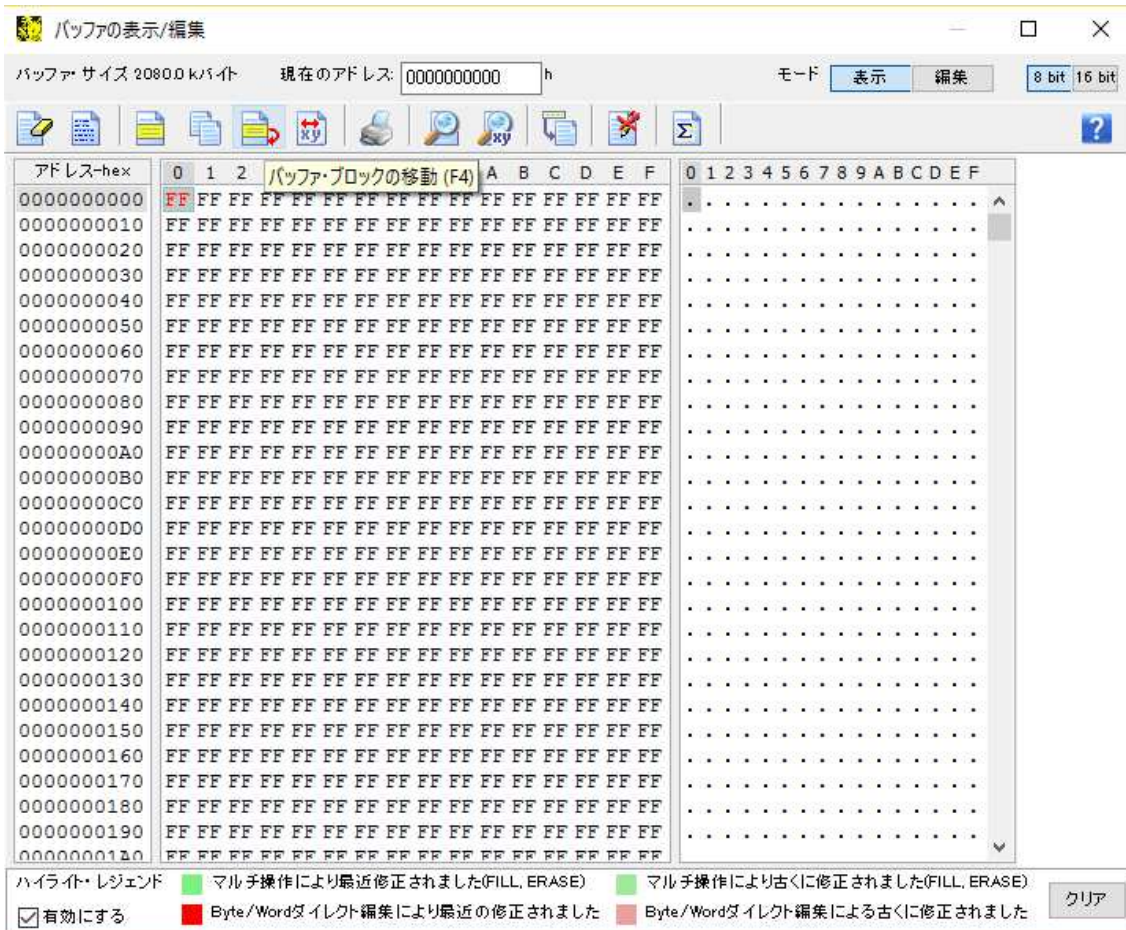 バッファの表示/編集
バッファ・サイズ 2080.0 kバイト 現在のアドレス: 0000000000 h モード 表示 編集 8 bit 16 bit
アドレス-hex 0 1 2 バッファ・ブロックの移動 (F4) A B C D E F 0 1 2 3 4 5 6 7 8 9 A B C D E F
0000000000 FF FF FF FF FF FF FF FF FF FF FF FF FF FF FF FF . . . . . . . . . . . . . . . .
0000000010 FF FF FF FF FF FF FF FF FF FF FF FF FF FF FF FF . . . . . . . . . . . . . . . .
0000000020 FF FF FF FF FF FF FF FF FF FF FF FF FF FF FF FF . . . . . . . . . . . . . . . .
0000000030 FF FF FF FF FF FF FF FF FF FF FF FF FF FF FF FF . . . . . . . . . . . . . . . .
0000000040 FF FF FF FF FF FF FF FF FF FF FF FF FF FF FF FF . . . . . . . . . . . . . . . .
0000000050 FF FF FF FF FF FF FF FF FF FF FF FF FF FF FF FF . . . . . . . . . . . . . . . .
0000000060 FF FF FF FF FF FF FF FF FF FF FF FF FF FF FF FF . . . . . . . . . . . . . . . .
0000000070 FF FF FF FF FF FF FF FF FF FF FF FF FF FF FF FF . . . . . . . . . . . . . . . .
0000000080 FF FF FF FF FF FF FF FF FF FF FF FF FF FF FF FF . . . . . . . . . . . . . . . .
0000000090 FF FF FF FF FF FF FF FF FF FF FF FF FF FF FF FF . . . . . . . . . . . . . . . .
00000000A0 FF FF FF FF FF FF FF FF FF FF FF FF FF FF FF FF . . . . . . . . . . . . . . . .
00000000B0 FF FF FF FF FF FF FF FF FF FF FF FF FF FF FF FF . . . . . . . . . . . . . . . .
00000000C0 FF FF FF FF FF FF FF FF FF FF FF FF FF FF FF FF . . . . . . . . . . . . . . . .
00000000D0 FF FF FF FF FF FF FF FF FF FF FF FF FF FF FF FF . . . . . . . . . . . . . . . .
00000000E0 FF FF FF FF FF FF FF FF FF FF FF FF FF FF FF FF . . . . . . . . . . . . . . . .
00000000F0 FF FF FF FF FF FF FF FF FF FF FF FF FF FF FF FF . . . . . . . . . . . . . . . .
0000000100 FF FF FF FF FF FF FF FF FF FF FF FF FF FF FF FF . . . . . . . . . . . . . . . .
0000000110 FF FF FF FF FF FF FF FF FF FF FF FF FF FF FF FF . . . . . . . . . . . . . . . .
0000000120 FF FF FF FF FF FF FF FF FF FF FF FF FF FF FF FF . . . . . . . . . . . . . . . .
0000000130 FF FF FF FF FF FF FF FF FF FF FF FF FF FF FF FF . . . . . . . . . . . . . . . .
0000000140 FF FF FF FF FF FF FF FF FF FF FF FF FF FF FF FF . . . . . . . . . . . . . . . .
0000000150 FF FF FF FF FF FF FF FF FF FF FF FF FF FF FF FF . . . . . . . . . . . . . . . .
0000000160 FF FF FF FF FF FF FF FF FF FF FF FF FF FF FF FF . . . . . . . . . . . . . . . .
0000000170 FF FF FF FF FF FF FF FF FF FF FF FF FF FF FF FF . . . . . . . . . . . . . . . .
0000000180 FF FF FF FF FF FF FF FF FF FF FF FF FF FF FF FF . . . . . . . . . . . . . . . .
0000000190 FF FF FF FF FF FF FF FF FF FF FF FF FF FF FF FF . . . . . . . . . . . . . . . .
00000001A0 FF FF FF FF FF FF FF FF FF FF FF FF FF FF FF FF
ハイライト・レジェンド マルチ操作により最近修正されました(FILL, ERASE) マルチ操作により古くに修正されました(FILL, ERASE) クリア
有効にする Byte/Wordダイレクト編集により最近の修正されました Byte/Wordダイレクト編集による古くに修正されました